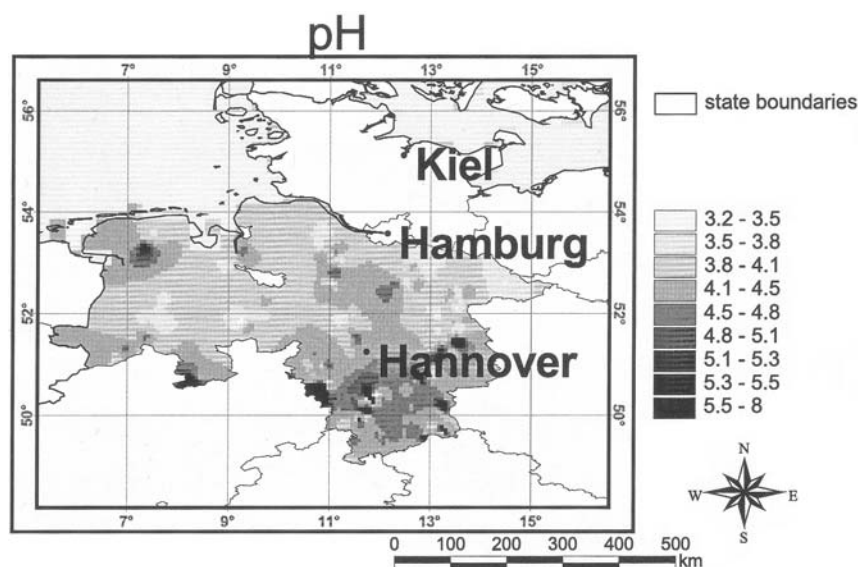 pH
7° 9° 11° 13° 15°
56° 56°
state boundaries
Kiel
54° 54°
Hamburg
3.2 - 3.5
3.5 - 3.8
3.8 - 4.1
4.1 - 4.5
4.5 - 4.8
4.8 - 5.1
5.1 - 5.3
5.3 - 5.5
5.5 - 8
52° 52°
51° 51°
Hannover
50° 50°
7° 9° 11° 13° 15°
N
W E
S
0 100 200 300 400 500
km